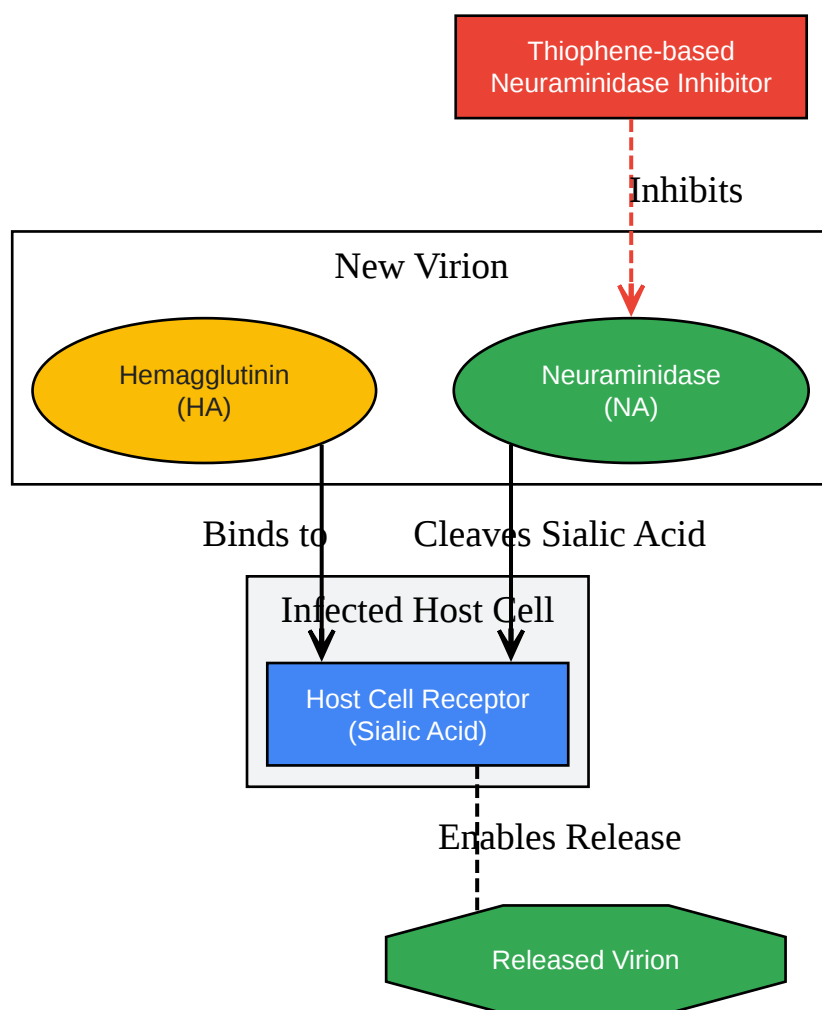 Thiophene-based
Neuraminidase Inhibitor
Inhibits
New Virion
Hemagglutinin
(HA)
Neuraminidase
(NA)
Binds to
Cleaves Sialic Acid
Infected Host Cell
Host Cell Receptor
(Sialic Acid)
Enables Release
Released Virion